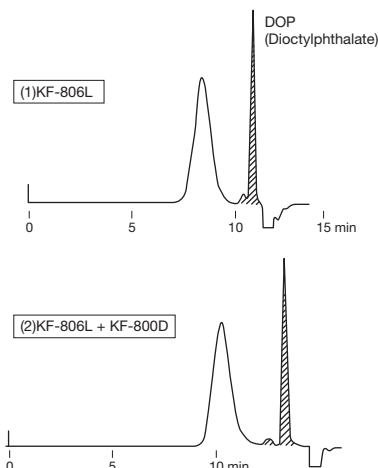 DOP
(Dioctylphthalate)
(1)KF-806L
0 5 10 15 min
(2)KF-806L + KF-800D
0 5 10 min